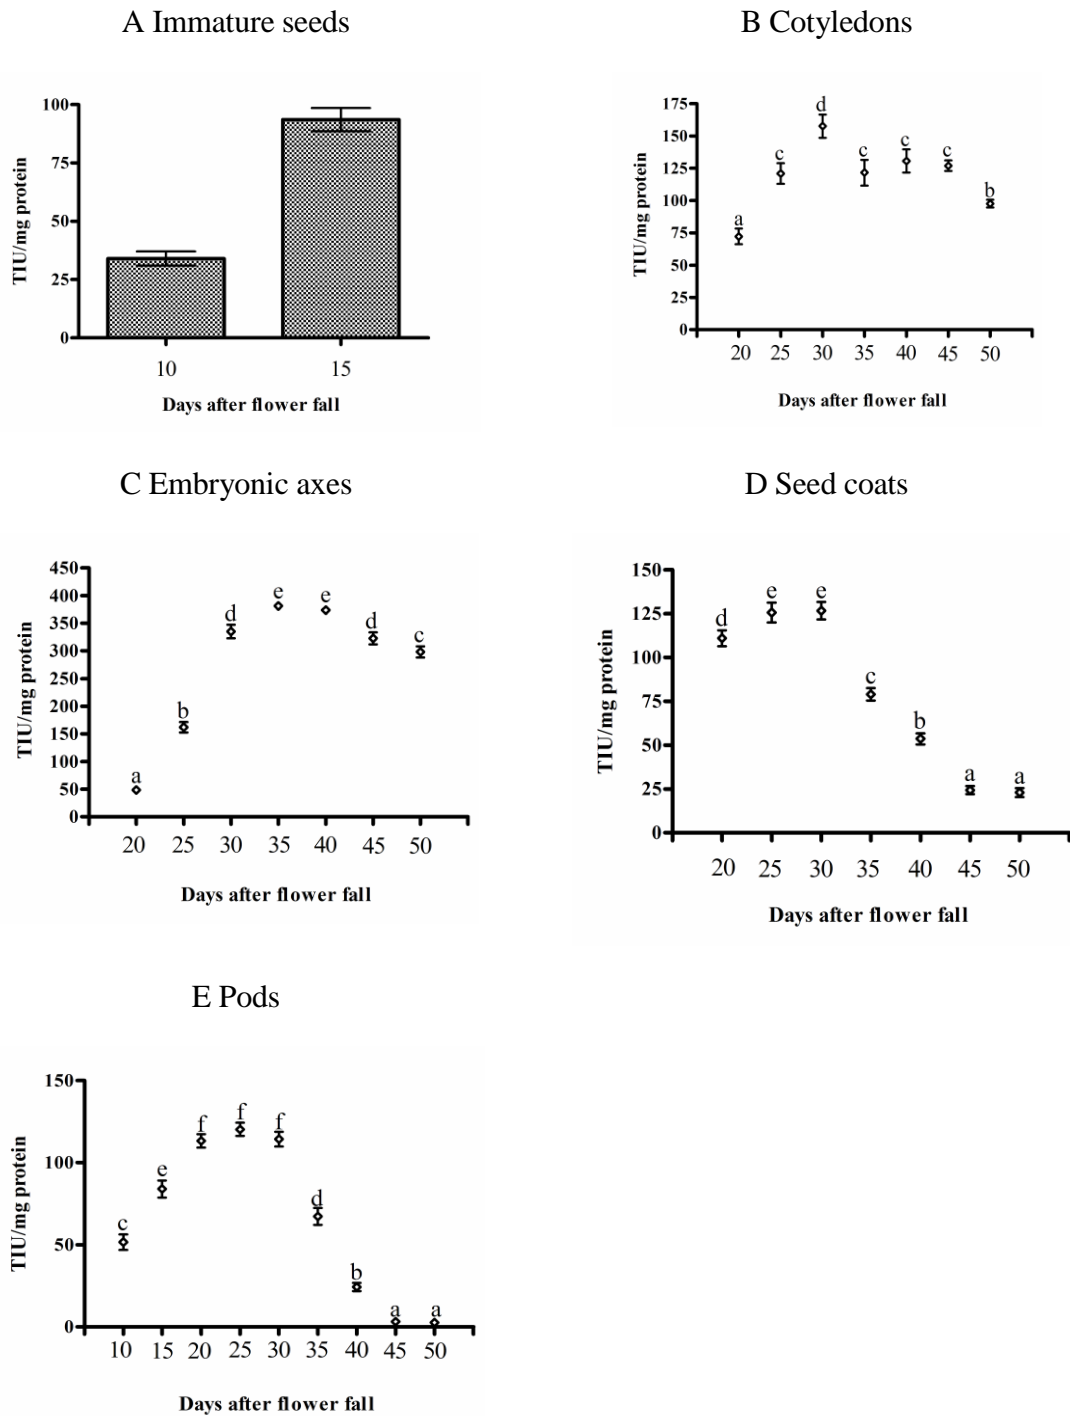 A Immature seeds
B Cotyledons
TIU/mg protein
100
75
50
25
0
10 15
Days after flower fall
TIU/mg protein
175
150
125
100
75
50
25
0
a c d c c c b
20 25 30 35 40 45 50
Days after flower fall
C Embryonic axes
D Seed coats
TIU/mg protein
450
400
350
300
250
200
150
100
50
0
a b d e e d c
20 25 30 35 40 45 50
Days after flower fall
TIU/mg protein
150
125
100
75
50
25
0
d e e c b a a
20 25 30 35 40 45 50
Days after flower fall
E Pods
TIU/mg protein
150
100
50
0
c e f f f d b a a
10 15 20 25 30 35 40 45 50
Days after flower fall